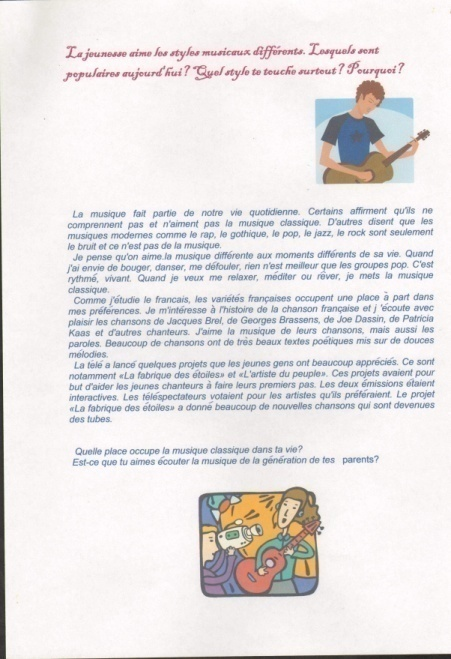 La jeunesse aime les styles musicaux différents. Lesquels sont
populaires aujourd'hui? Quel style te touche surtout? Pourquoi?
La musique fait partie de notre vie quotidienne. Certains affirment qu'ils ne
comprennent pas et n'aiment pas la musique classique. D'autres disent que les
musiques modernes comme le rap, le gothique, le pop, le jazz, le rock sont seulement
le bruit et ce n'est pas de la musique.
Je pense qu'on aime.la musique différente aux moments différents de sa vie. Quand
j'ai envie de bouger, danser, me défouler, rien n'est meilleur que les groupes pop. C'est
rythmé, vivant. Quand je veux me relaxer, méditer ou rêver, je mets la musique
classique.
Comme j'étudie le francais, les variétés françaises occupent une place à part dans
mes préférences. Je m'intéresse à l'histoire de la chanson française et j 'écoute avec
plaisir les chansons de Jacques Brel, de Georges Brassens, de Joe Dassin, de Patricia
Kaas et d'autres chanteurs. J'aime la musique de leurs chansons, mais aussi les
paroles. Beaucoup de chansons ont de très beaux textes poétiques mis sur de douces
mélodies.
La télé a lancé quelques projets que les jeunes gens ont beaucoup appréciés. Ce sont
notamment «La fabrique des étoiles» et «L'artiste du peuple». Ces projets avaient pour
but d'aider les jeunes chanteurs à faire leurs premiers pas. Les deux émissions étaient
interactives. Les téléspectateurs votaient pour les artistes qu'ils préféraient. Le projet
«La fabrique des étoiles» a donné beaucoup de nouvelles chansons qui sont devenues
des tubes.
Quelle place occupe la musique classique dans ta vie?
Est-ce que tu aimes écouter la musique de la génération de tes parents?